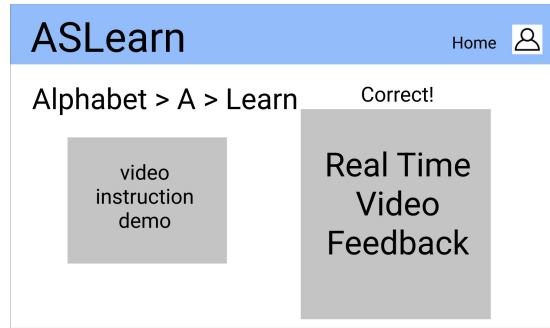 ASLearn
Home
Alphabet > A > Learn
Correct!
video
instruction
demo
Real Time
Video
Feedback